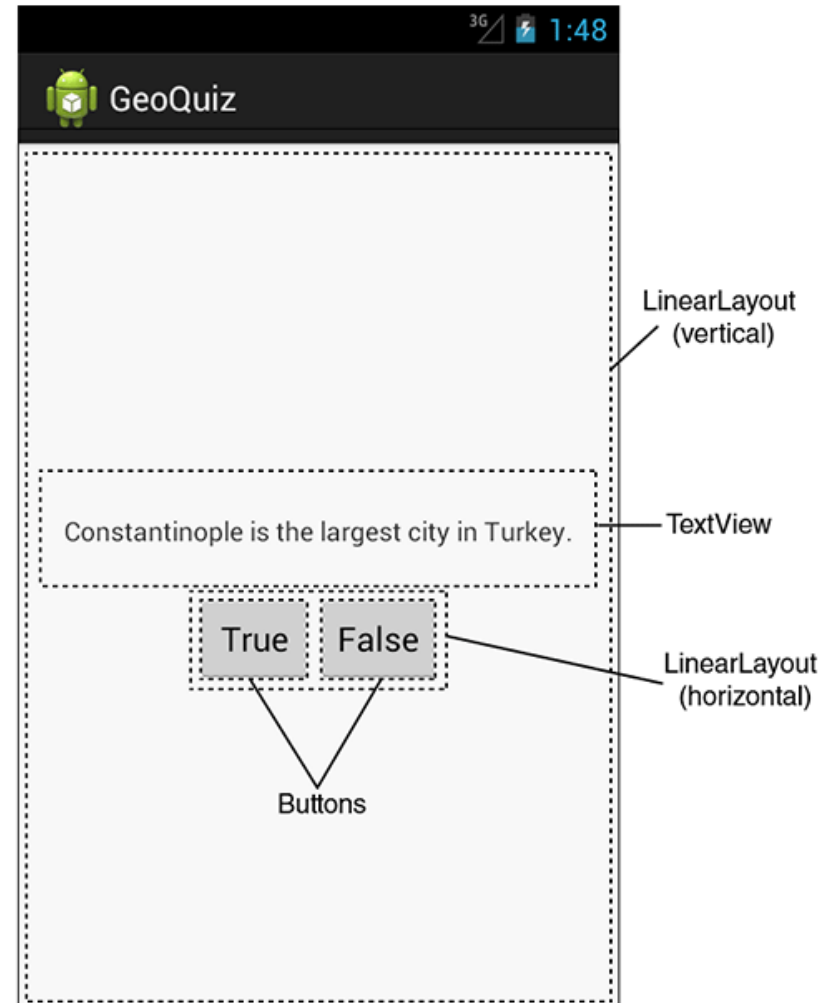 3G 1:48
GeoQuiz
LinearLayout
(vertical)
Constantinople is the largest city in Turkey.
TextView
True False
LinearLayout
(horizontal)
Buttons